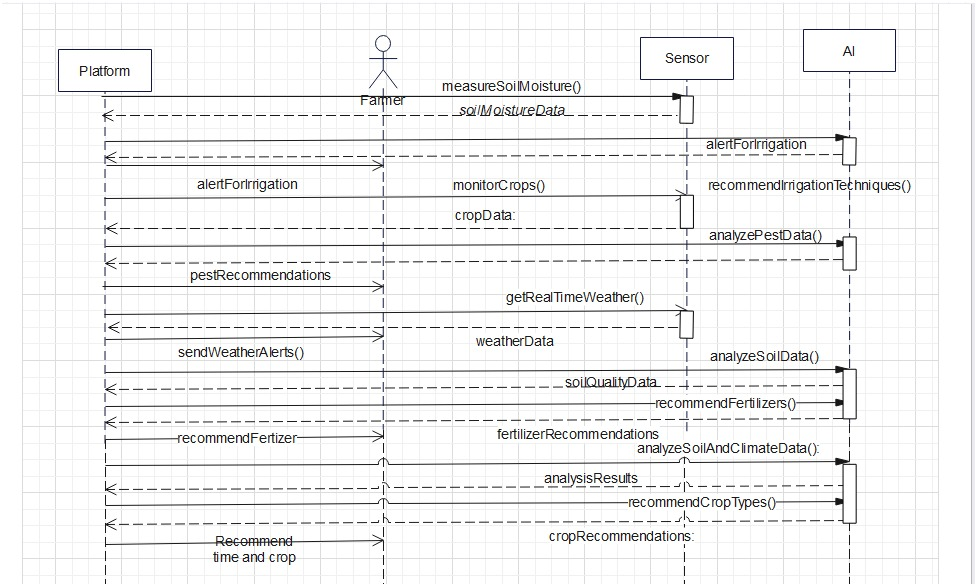 AI
Sensor
Platform
measureSoilMoisture()
Farmer
soilMoistureData
alertForIrrigation
alertForIrrigation
monitorCrops()
recommendIrrigationTechniques()
cropData:
analyzePestData()
pestRecommendations
getRealTimeWeather()
weatherData
sendWeatherAlerts()
analyzeSoilData()
soilQualityData
recommendFertilizers()
recommendFertizer
fertilizerRecommendations
analyzeSoilAndClimateData():
analysisResults
recommendCropTypes()
cropRecommendations:
Recommend
time and crop